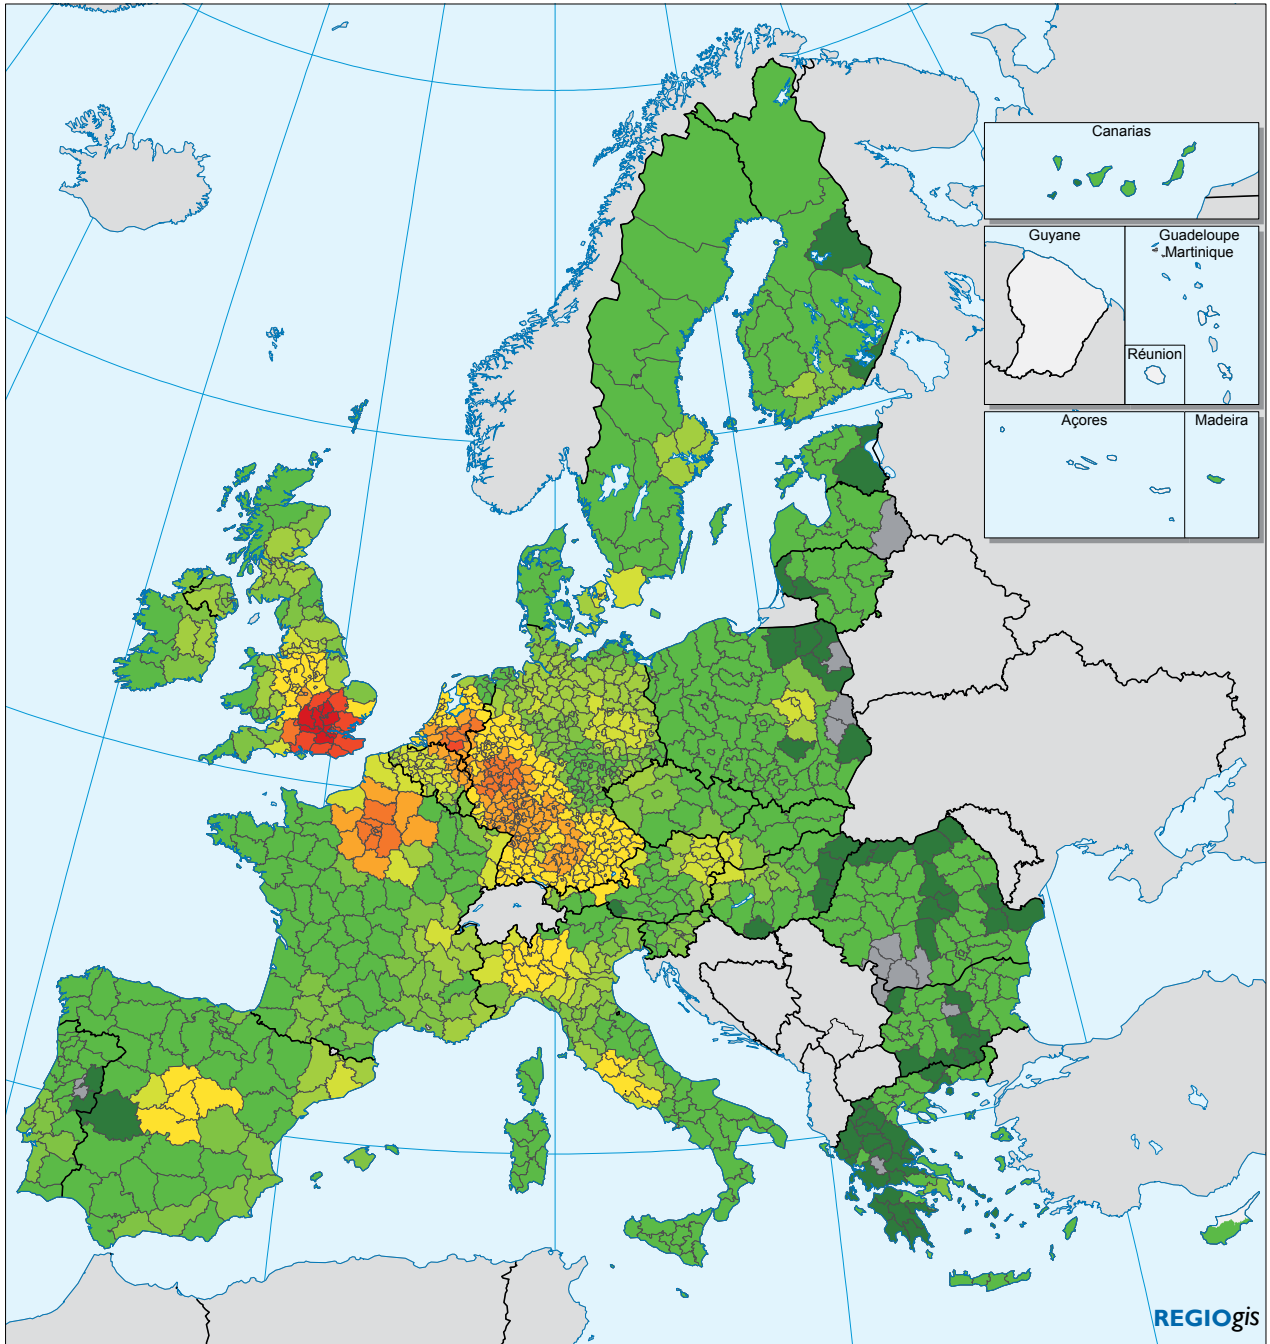 Canarias
Guyane
Guadeloupe
Martinique
Réunion
Açores
Madeira
REGIOgis